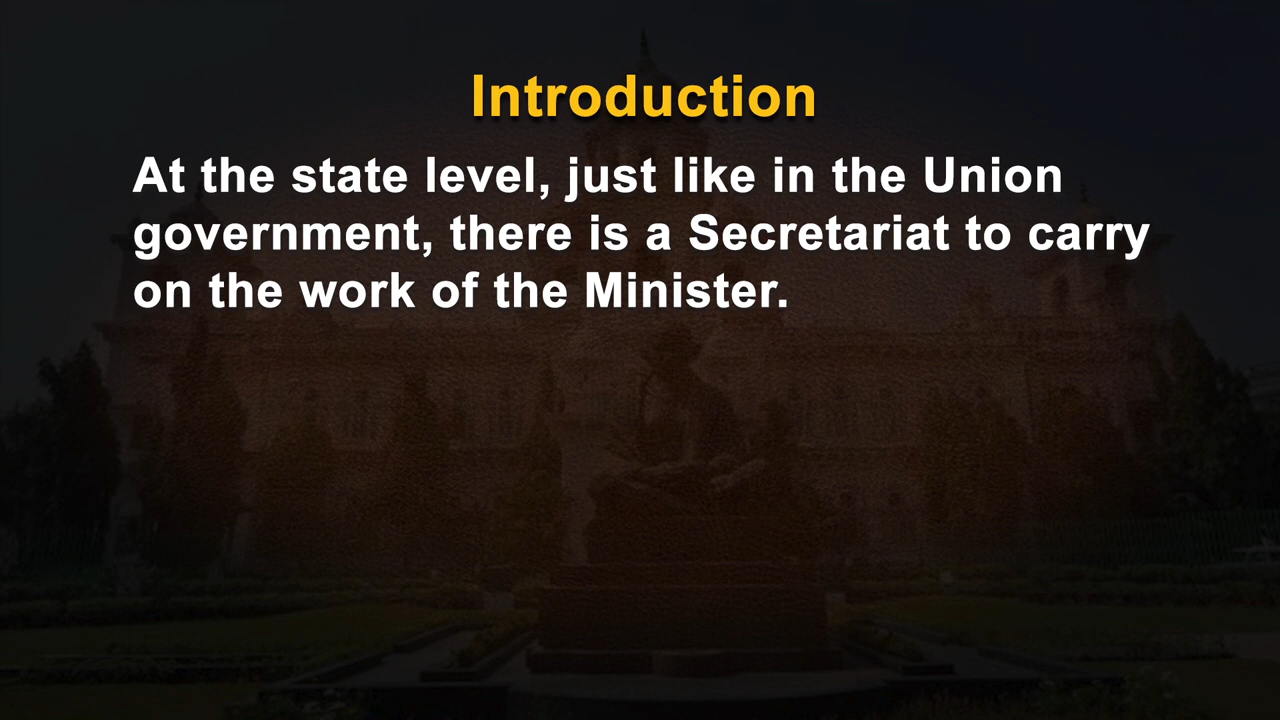 Introduction
At the state level, just like in the Union
government, there is a Secretariat to carry
on the work of the Minister.